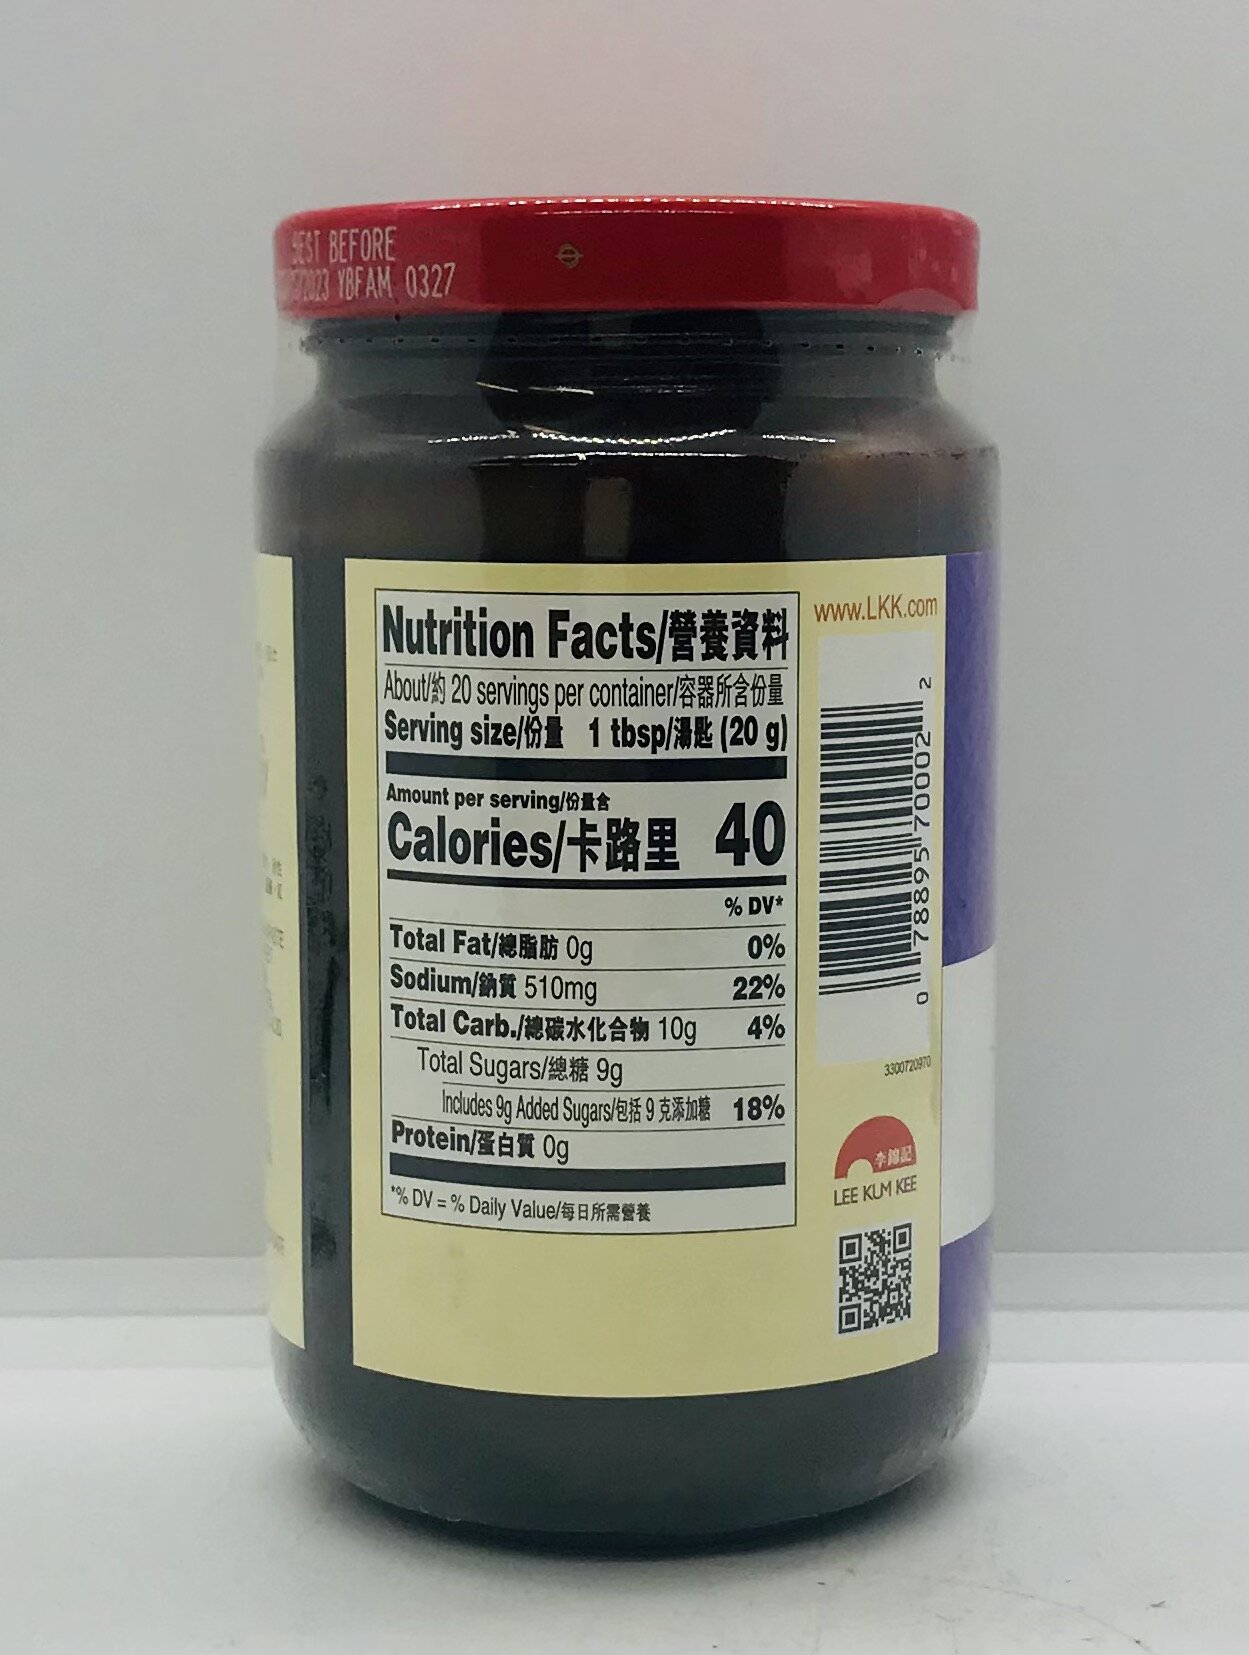 BEST BEFORE
2023 YBFAM 0327
Nutrition Facts/營養資料
About/約 20 servings per container/容器所含份量
Serving size/份量 1 tbsp/湯匙 (20 g)
Amount per serving/份量含
Calories/卡路里 40
% DV*
Total Fat/總脂肪 0g 0%
Sodium/鈉質 510mg 22%
Total Carb./總碳水化合物 10g 4%
Total Sugars/總糖 9g
Includes 9g Added Sugars/包括 9 克添加糖 18%
Protein/蛋白質 0g
*% DV = % Daily Value/每日所需營養
www.LKK.com
0 78895 70002 2
3300720970
李錦記
LEE KUM KEE